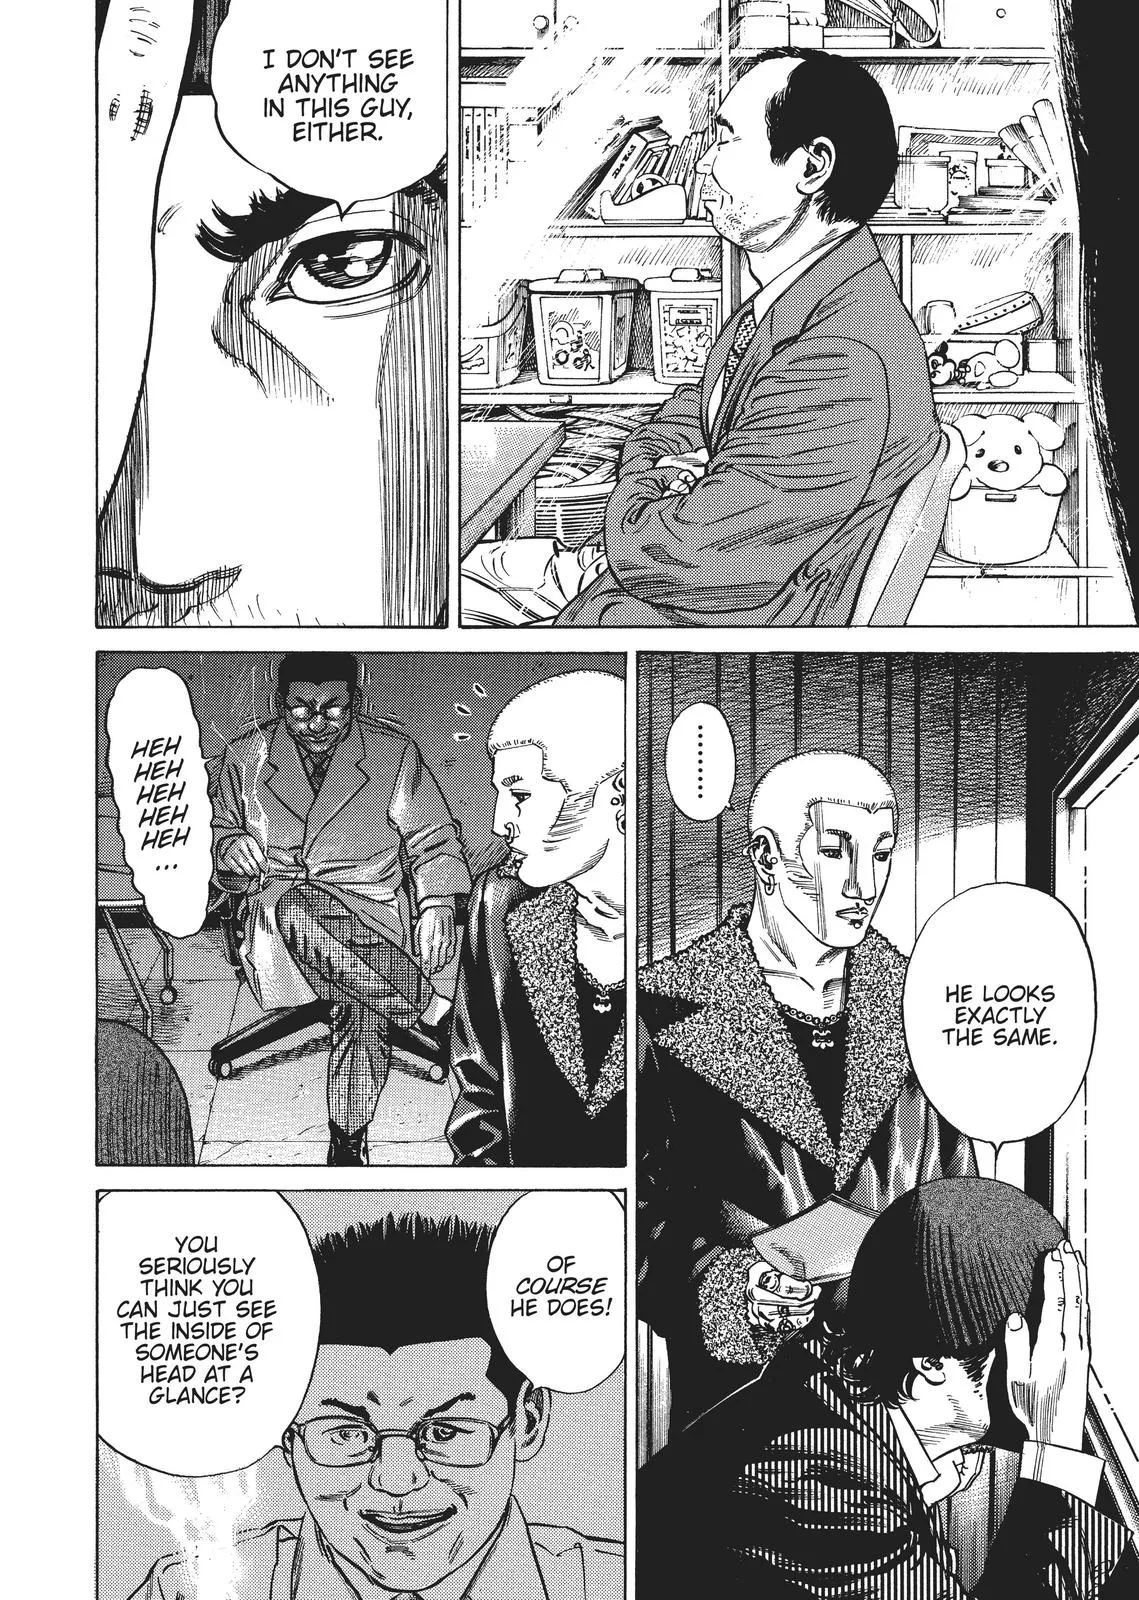 I DON'T SEE
ANYTHING
IN THIS GUY,
EITHER.
.........
HE LOOKS
EXACTLY
THE SAME.
HEH
HEH
HEH
HEH
HEH
...
OF
COURSE
HE DOES!
YOU
SERIOUSLY
THINK YOU
CAN JUST SEE
THE INSIDE OF
SOMEONE'S
HEAD AT A
GLANCE?